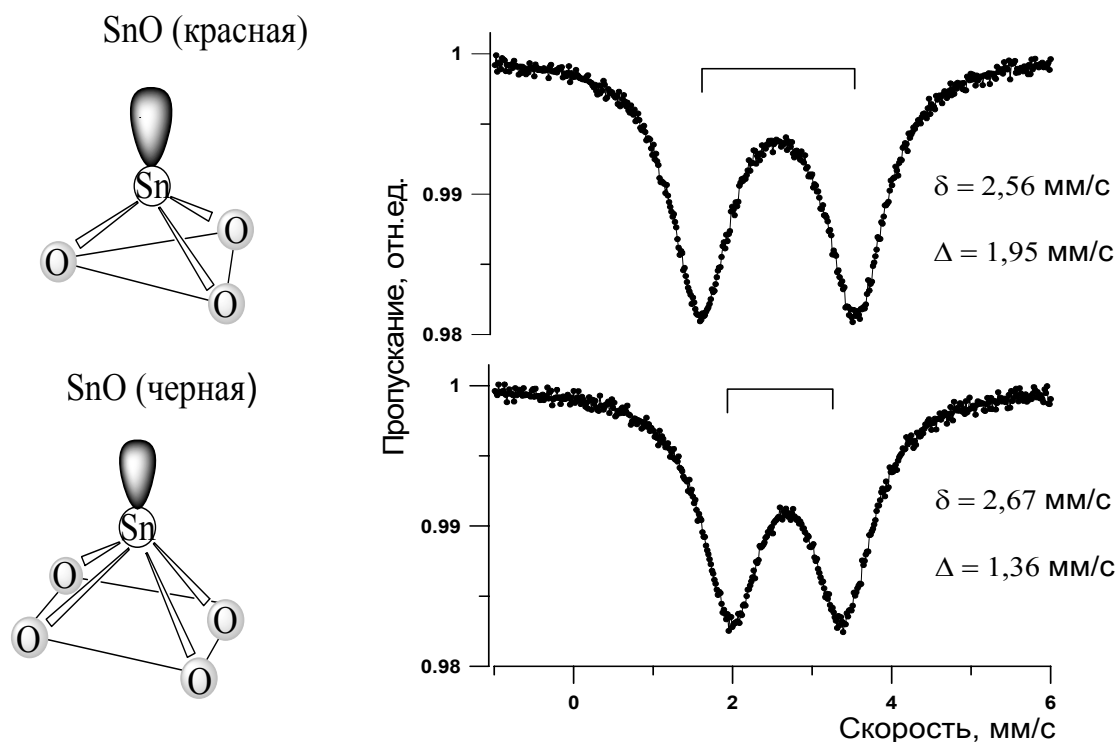 SnO (красная)
Sn
O
O
O
SnO (черная)
Sn
O
O
O
O
Пропускание, отн.ед.
1
0.99
0.98
δ = 2,56 мм/с
Δ = 1,95 мм/с
1
0.99
0.98
δ = 2,67 мм/с
Δ = 1,36 мм/с
0 2 4 6
Скорость, мм/с